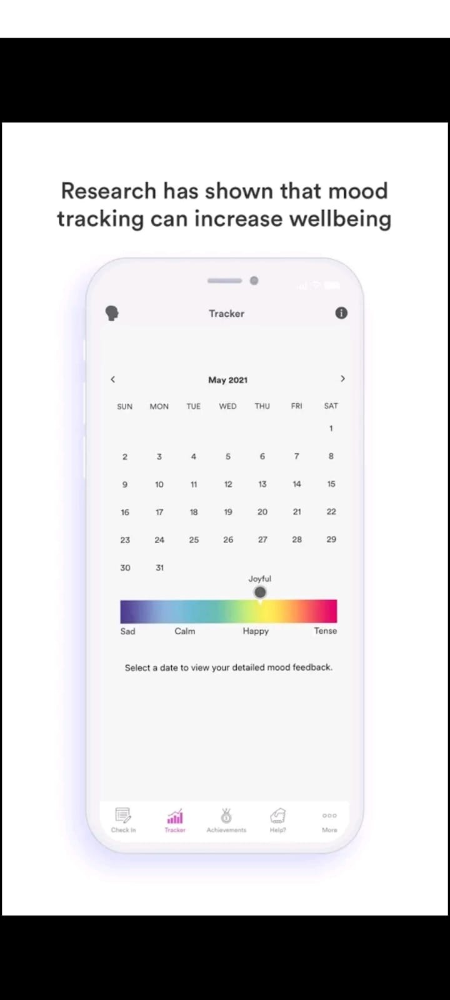 Research has shown that mood
tracking can increase wellbeing
Tracker
May 2021
SUN MON TUE WED THU FRI SAT
1
2 3 4 5 6 7 8
9 10 11 12 13 14 15
16 17 18 19 20 21 22
23 24 25 26 27 28 29
30 31
Joyful
Sad Calm Happy Tense
Select a date to view your detailed mood feedback.
Check In Tracker Achievements Help? More